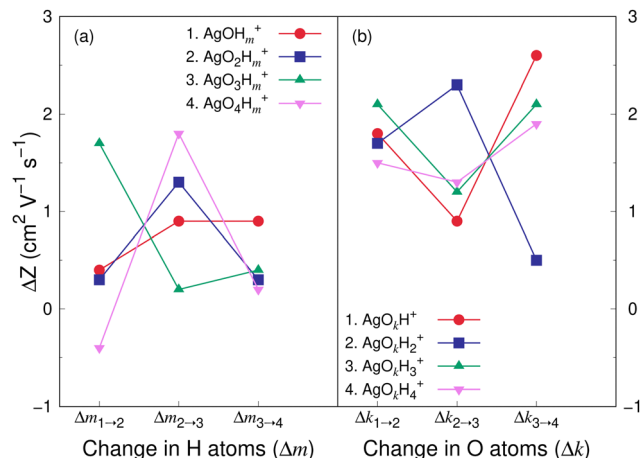 (a)
1. AgOHₘ⁺
2. AgO₂Hₘ⁺
3. AgO₃Hₘ⁺
4. AgO₄Hₘ⁺
(b)
3
2
1
0
−1
3
2
1
0
−1
ΔZ (cm² V⁻¹ s⁻¹)
1. AgOₖH⁺
2. AgOₖH₂⁺
3. AgOₖH₃⁺
4. AgOₖH₄⁺
Δm₁→₂ Δm₂→₃ Δm₃→₄
Δk₁→₂ Δk₂→₃ Δk₃→₄
Change in H atoms (Δm)
Change in O atoms (Δk)